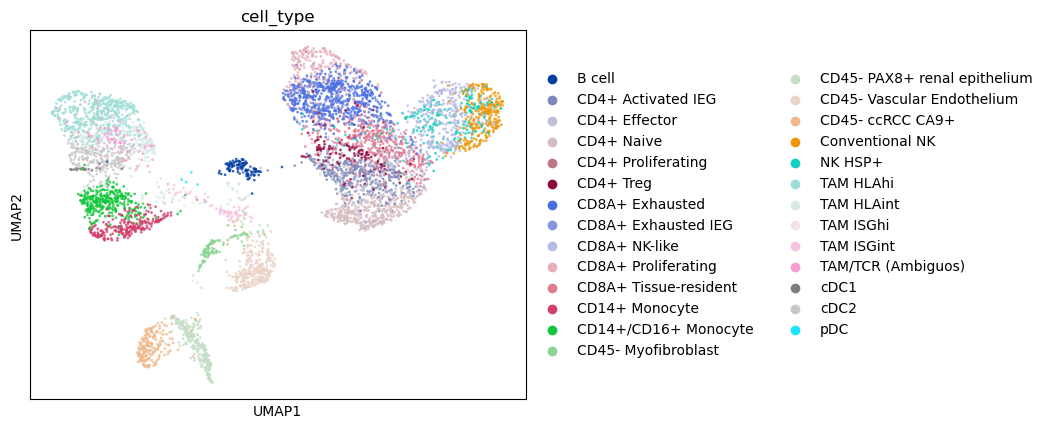 cell_type
UMAP2
UMAP1
B cell
CD4+ Activated IEG
CD4+ Effector
CD4+ Naive
CD4+ Proliferating
CD4+ Treg
CD8A+ Exhausted
CD8A+ Exhausted IEG
CD8A+ NK-like
CD8A+ Proliferating
CD8A+ Tissue-resident
CD14+ Monocyte
CD14+/CD16+ Monocyte
CD45- Myofibroblast
CD45- PAX8+ renal epithelium
CD45- Vascular Endothelium
CD45- ccRCC CA9+
Conventional NK
NK HSP+
TAM HLAhi
TAM HLAint
TAM ISGhi
TAM ISGint
TAM/TCR (Ambiguos)
cDC1
cDC2
pDC